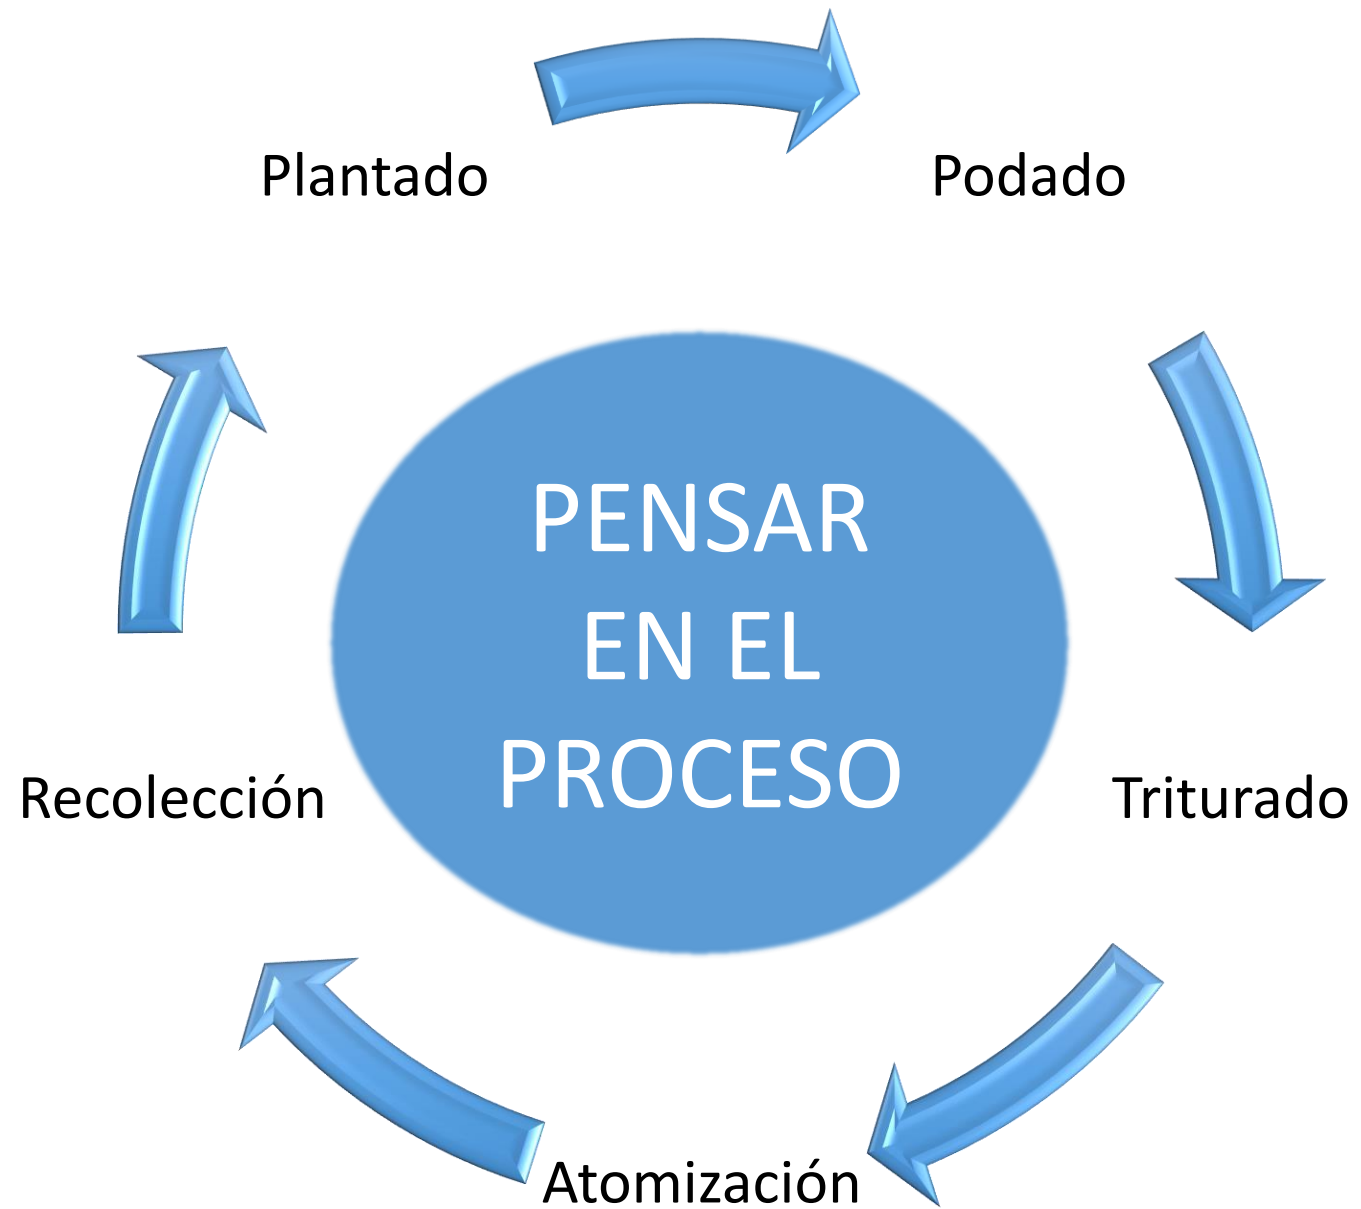 Plantado
Podado
PENSAR
EN EL
PROCESO
Recolección
Triturado
Atomización